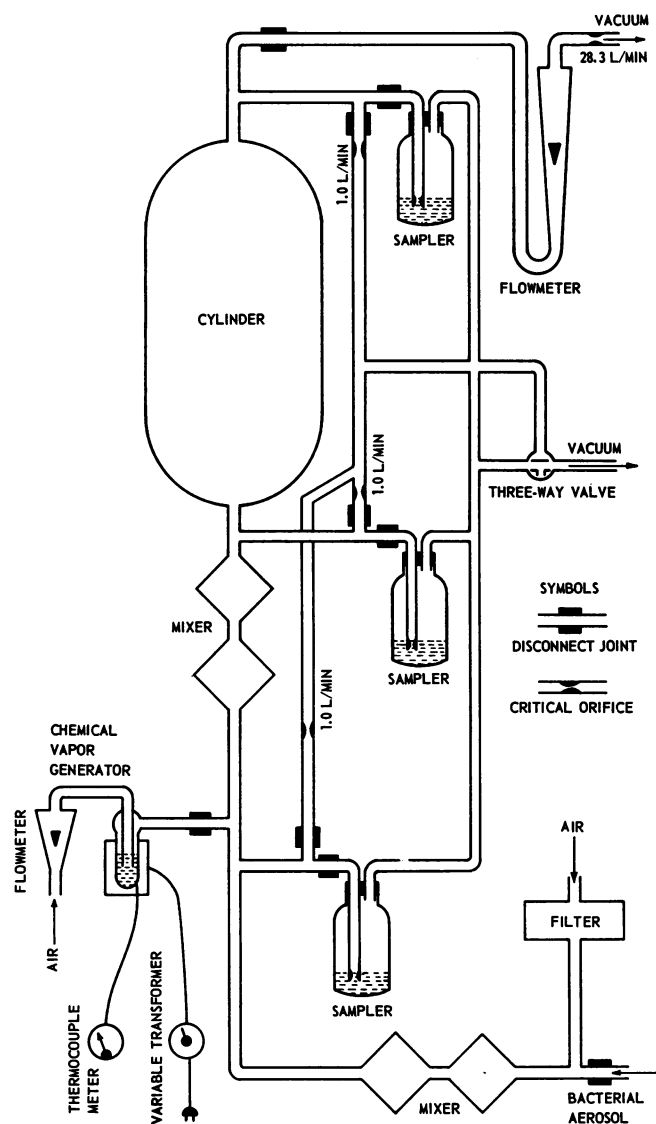 VACUUM
28.3 L/MIN
1.0 L/MIN
SAMPLER
FLOWMETER
CYLINDER
1.0 L/MIN
VACUUM
THREE-WAY VALVE
SYMBOLS
DISCONNECT JOINT
CRITICAL ORIFICE
MIXER
SAMPLER
1.0 L/MIN
CHEMICAL
VAPOR
GENERATOR
FLOWMETER
AIR
AIR
FILTER
SAMPLER
THERMOCOUPLE
METER
VARIABLE TRANSFORMER
MIXER
BACTERIAL
AEROSOL